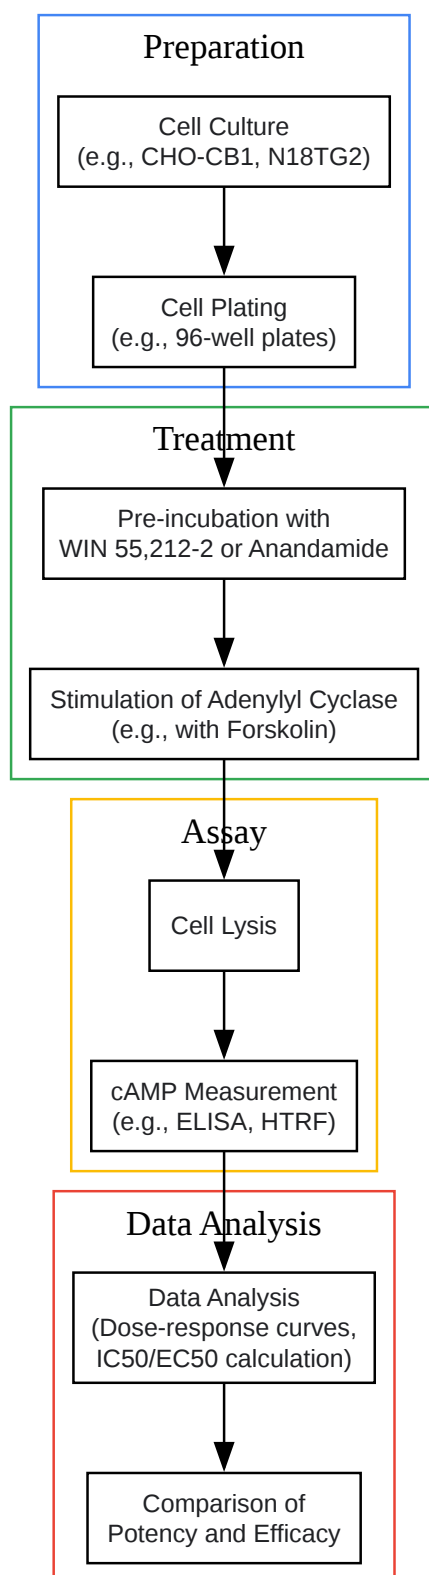 Preparation
Cell Culture
(e.g., CHO-CB1, N18TG2)
Cell Plating
(e.g., 96-well plates)
Treatment
Pre-incubation with
WIN 55,212-2 or Anandamide
Stimulation of Adenylyl Cyclase
(e.g., with Forskolin)
Assay
Cell Lysis
cAMP Measurement
(e.g., ELISA, HTRF)
Data Analysis
Data Analysis
(Dose-response curves,
IC50/EC50 calculation)
Comparison of
Potency and Efficacy